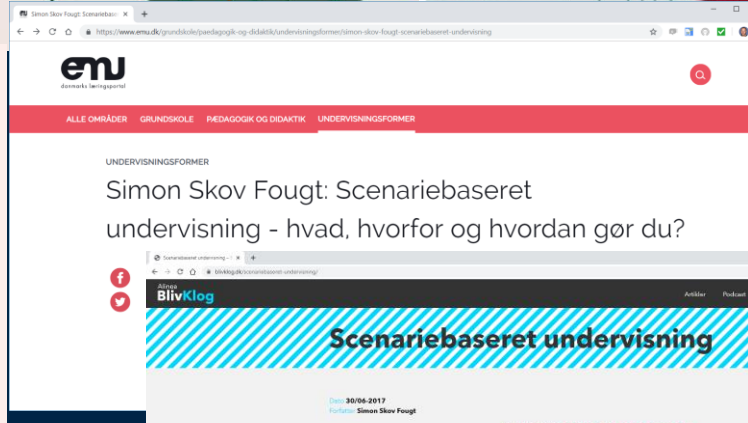 Simon Skov Fougt: Scenariebase
https://www.emu.dk/grundskole/paedagogik-og-didaktik/undervisningsformer/simon-skov-fougt-scenariebaseret-undervisning
emu
danmarks læringsportal
ALLE OMRÅDER GRUNDSKOLE PÆDAGOGIK OG DIDAKTIK UNDERVISNINGSFORMER
UNDERVISNINGSFORMER
Simon Skov Fougt: Scenariebaseret
undervisning - hvad, hvorfor og hvordan gør du?
Scenariebaseret undervisning -
blivklog.dk/scenariebaseret-undervisning/
Alinea
BlivKlog
Artikler Podcast
Scenariebaseret undervisning
Dato: 30/06-2017
Forfatter: Simon Skov Fougt